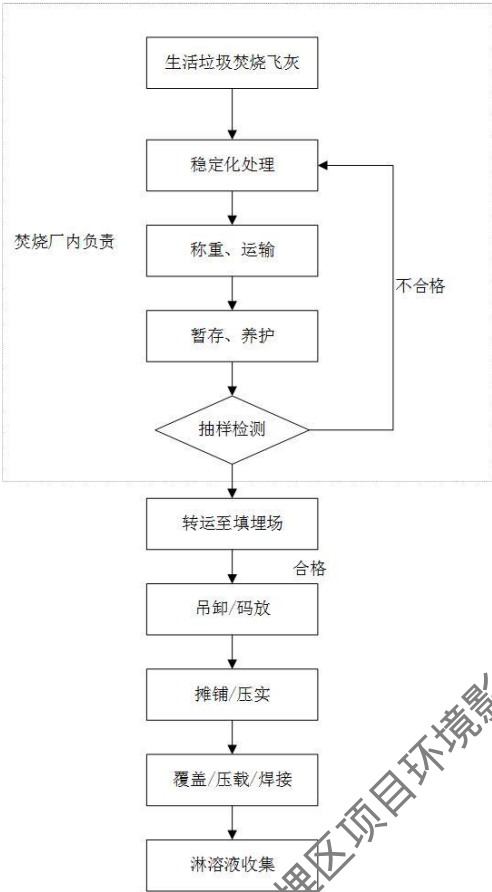 生活垃圾焚烧飞灰
稳定化处理
焚烧厂内负责
称重、运输
不合格
暂存、养护
抽样检测
转运至填埋场
合格
吊卸/码放
摊铺/压实
覆盖/压载/焊接
淋溶液收集
埋区项目环境影